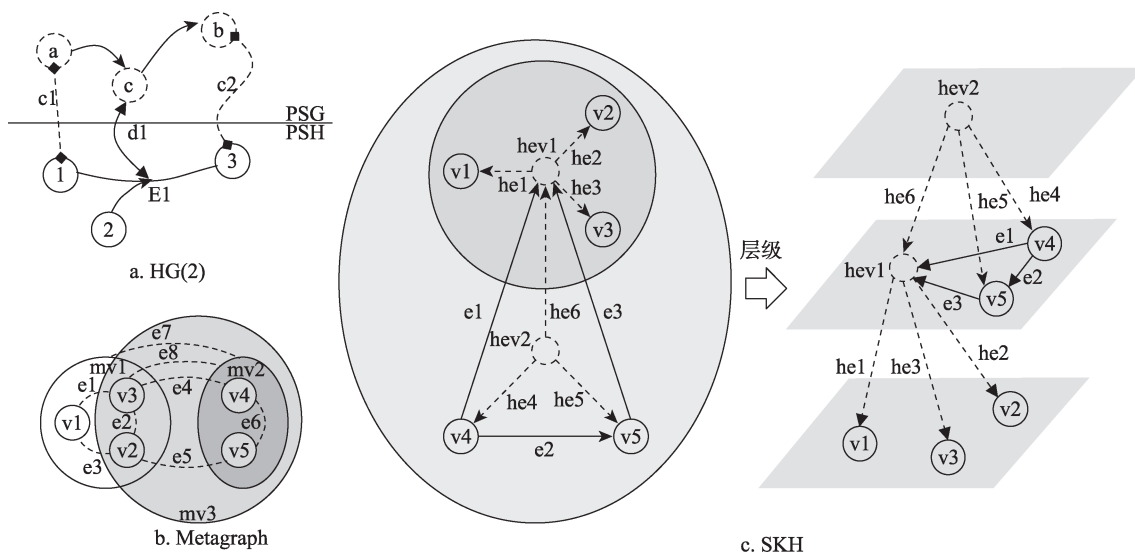 a
b
c
c1
c2
PSG
PSH
d1
1
3
E1
2
a. HG(2)
e7
e8
mv1
mv2
e1
v3
e4
v4
v1
e2
e6
v2
v5
e3
e5
mv3
b. Metagraph
v2
hev1
v1
he2
he1
he3
v3
e1
e3
he6
hev2
he4
he5
v4
v5
e2
层级
hev2
he6
he5
he4
e1
v4
hev1
e2
e3
v5
he1
he3
he2
v2
v1
v3
c. SKH